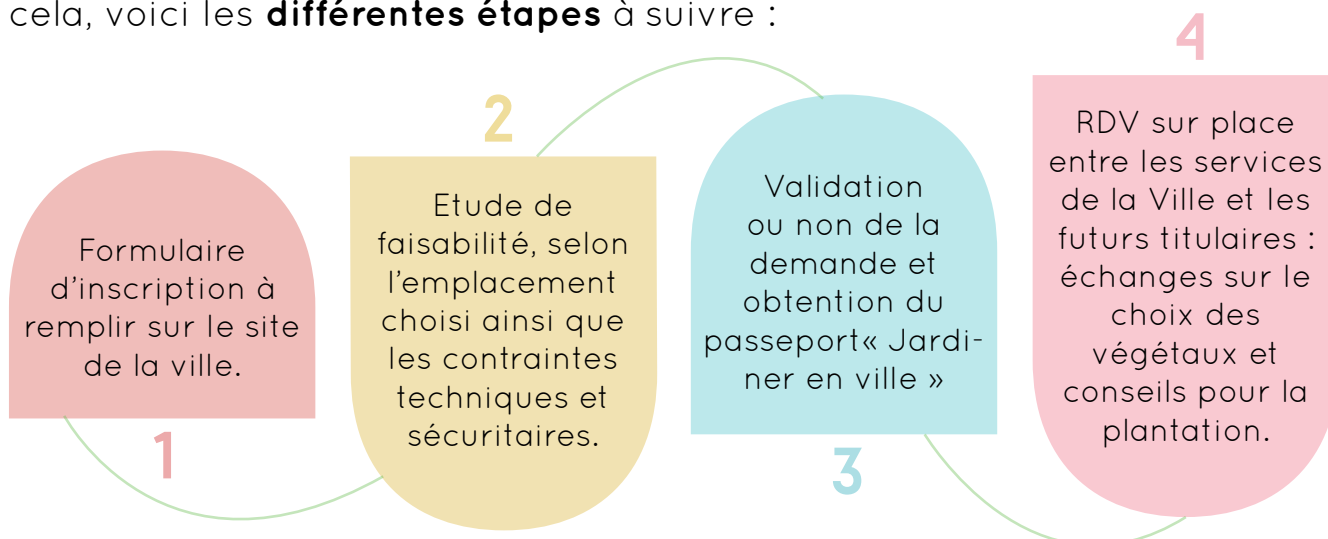 cela, voici les différentes étapes à suivre :
1
Formulaire
d'inscription à
remplir sur le site
de la ville.
2
Etude de
faisabilité, selon
l'emplacement
choisi ainsi que
les contraintes
techniques et
sécuritaires.
3
Validation
ou non de la
demande et
obtention du
passeport« Jardi-
ner en ville »
4
RDV sur place
entre les services
de la Ville et les
futurs titulaires :
échanges sur le
choix des
végétaux et
conseils pour la
plantation.